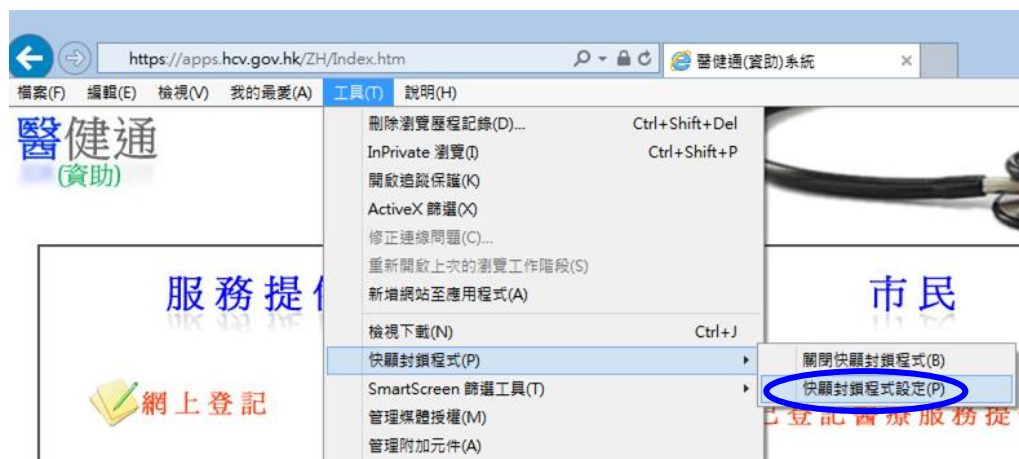 https://apps.hcv.gov.hk/ZH/Index.htm
醫健通(資助)系統
檔案(F) 編輯(E) 檢視(V) 我的最愛(A) 工具(T) 說明(H)
醫健通
(資助)
刪除瀏覽歷程記錄(D)... Ctrl+Shift+Del
InPrivate 瀏覽(I) Ctrl+Shift+P
開啟追蹤保護(K)
ActiveX 篩選(X)
修正連線問題(C)...
重新開啟上次的瀏覽工作階段(S)
新增網站至應用程式(A)
服務提
市民
檢視下載(N) Ctrl+J
快顯封鎖程式(P)
關閉快顯封鎖程式(B)
SmartScreen 篩選工具(T)
快顯封鎖程式設定(P)
網上登記
登記醫療服務提
管理媒體授權(M)
管理附加元件(A)